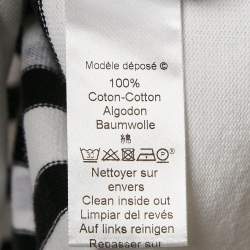 Modèle déposé ©
100%
Coton-Cotton
Algodon
Baumwolle
綿
Nettoyer sur
envers
Clean inside out
Limpiar del revés
Auf links reinigen
Repasser sur